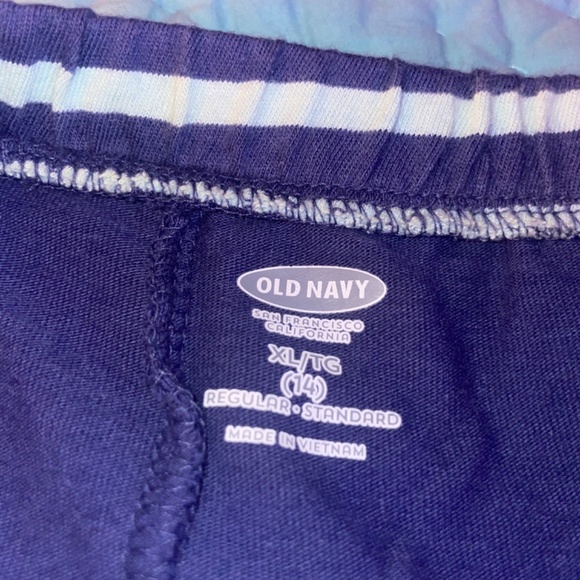 OLD NAVY
SAN FRANCISCO
CALIFORNIA
XL/TG
(14)
REGULAR • STANDARD
MADE IN VIETNAM